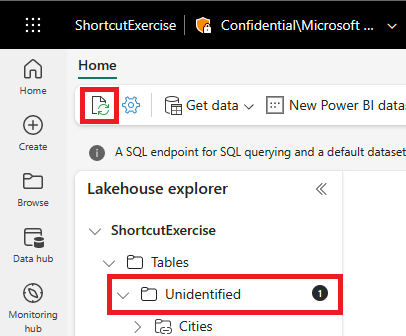 ShortcutExercise
Confidential\Microsoft ...
Home
Home
Get data
New Power BI datas
Create
A SQL endpoint for SQL querying and a default dataset
Browse
Lakehouse explorer
ShortcutExercise
Data hub
Tables
Unidentified 1
Monitoring
hub
Cities